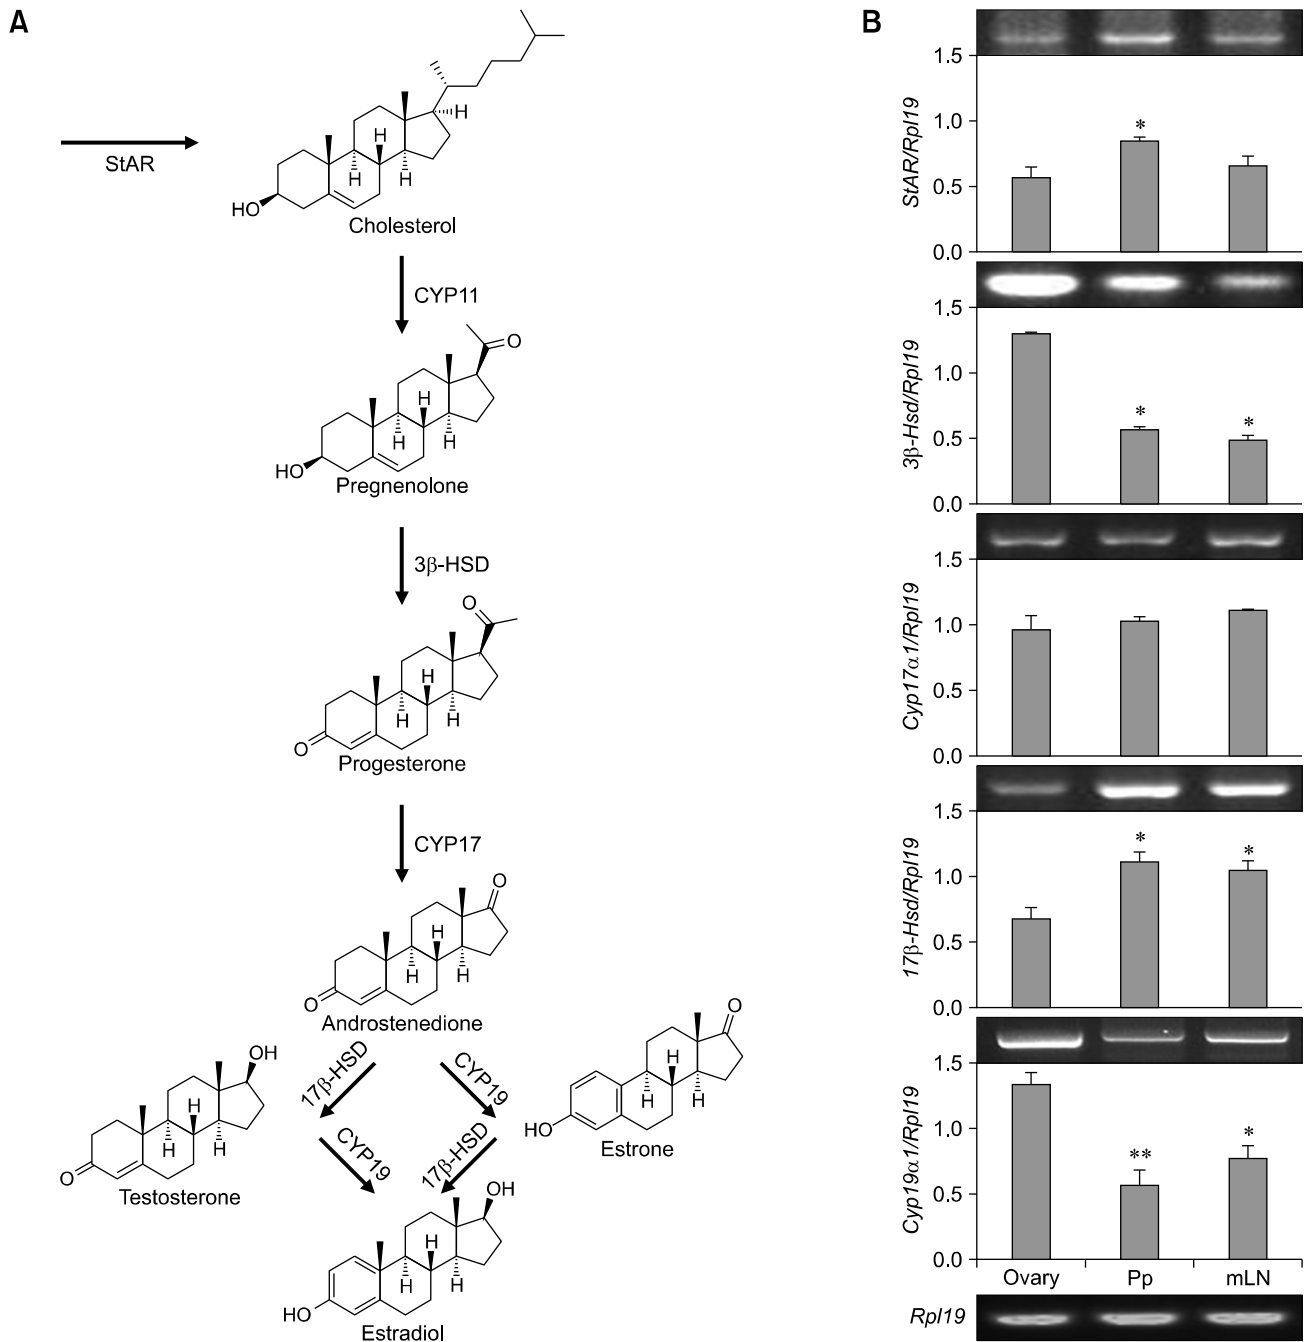 A
StAR
HO
H
H
H
H
Cholesterol
CYP11
O
HO
H
H
H
Pregnenolone
3β-HSD
O
O
H
H
H
Progesterone
CYP17
O
O
H
H
H
Androstenedione
17β-HSD
CYP19
OH
O
H
H
H
Testosterone
O
HO
H
H
H
Estrone
CYP19
17β-HSD
OH
HO
H
H
H
Estradiol
B
StAR/Rpl19
1.5
1.0
0.5
0.0
*
3β-Hsd/Rpl19
1.5
1.0
0.5
0.0
* *
Cyp17α1/Rpl19
1.5
1.0
0.5
0.0
17β-Hsd/Rpl19
1.5
1.0
0.5
0.0
* *
Cyp19α1/Rpl19
1.5
1.0
0.5
0.0
** *
Ovary Pp mLN
Rpl19